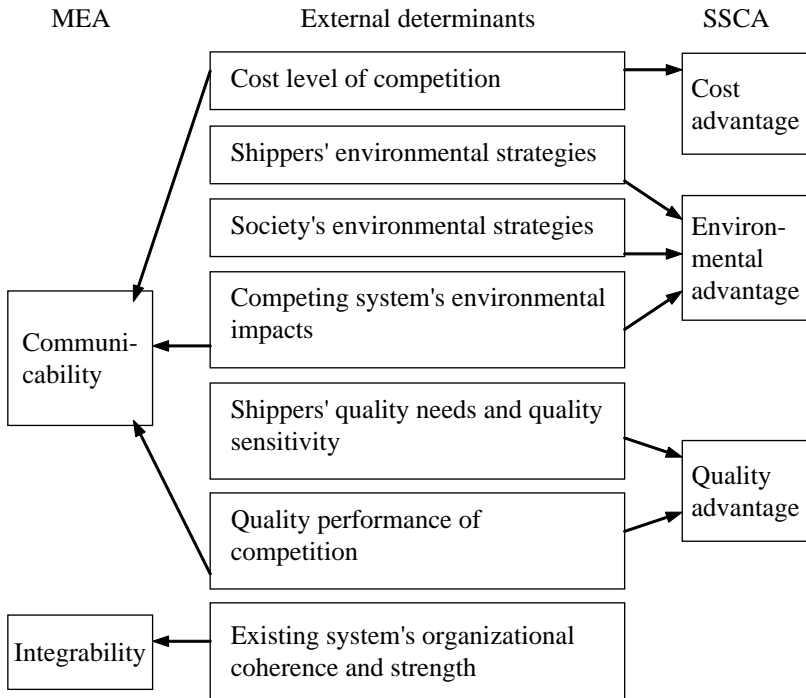 MEA
External determinants
SSCA
Cost level of competition
Cost
advantage
Shippers' environmental strategies
Society's environmental strategies
Environ-
mental
advantage
Competing system's environmental
impacts
Communi-
cability
Shippers' quality needs and quality
sensitivity
Quality
advantage
Quality performance of
competition
Integrability
Existing system's organizational
coherence and strength